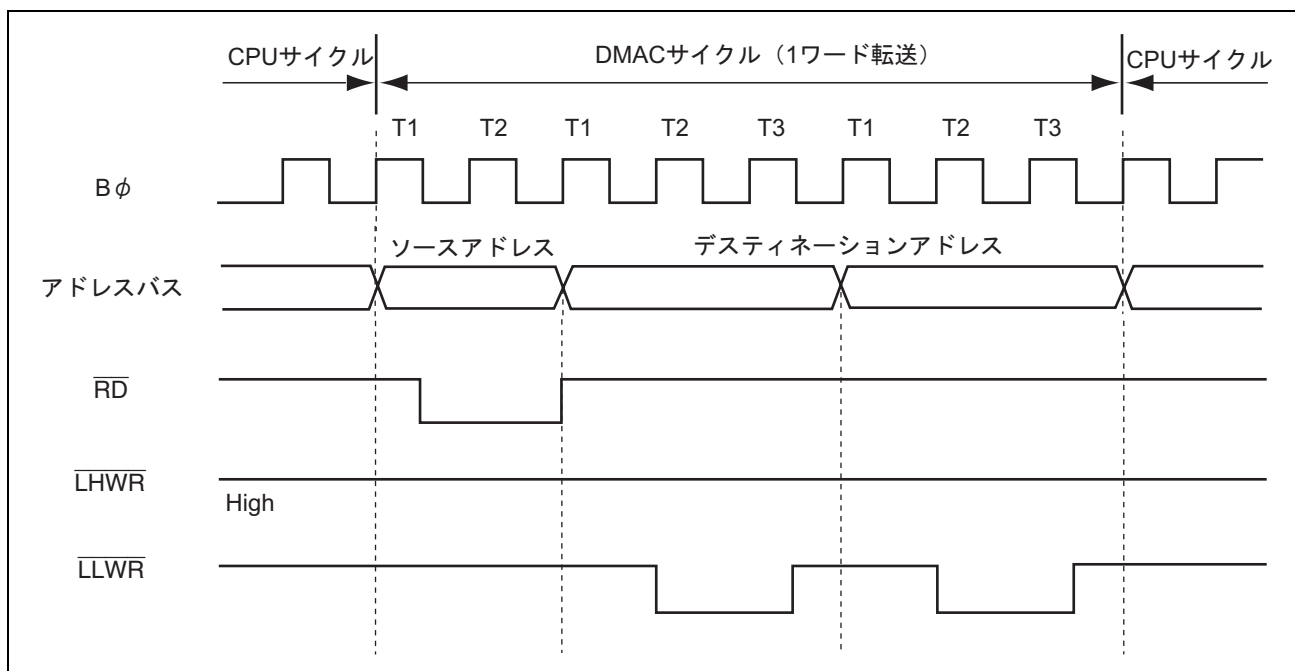 CPUサイクル DMACサイクル（1ワード転送） CPUサイクル
T1 T2 T1 T2 T3 T1 T2 T3
Bφ
ソースアドレス デスティネーションアドレス
アドレスバス
R̅D̅
L̅H̅W̅R̅
High
L̅L̅W̅R̅